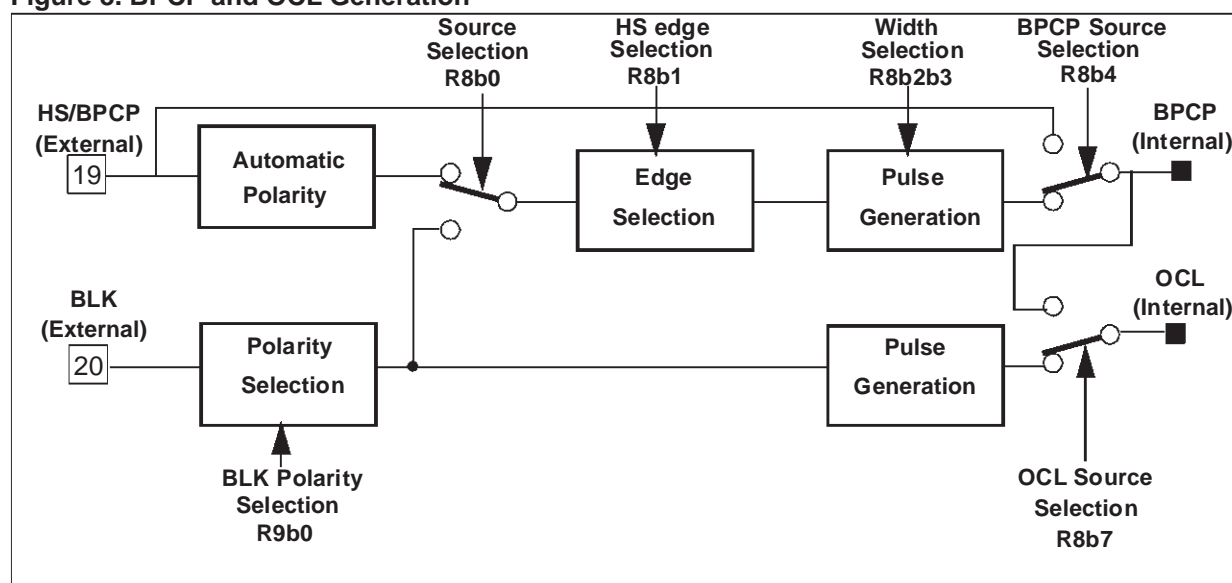 Figure 8. BPCP and OCL Generation
Source
Selection
R8b0
HS edge
Selection
R8b1
Width
Selection
R8b2b3
BPCP Source
Selection
R8b4
HS/BPCP
(External)
19
Automatic
Polarity
Edge
Selection
Pulse
Generation
BPCP
(Internal)
BLK
(External)
20
Polarity
Selection
Pulse
Generation
OCL
(Internal)
BLK Polarity
Selection
R9b0
OCL Source
Selection
R8b7